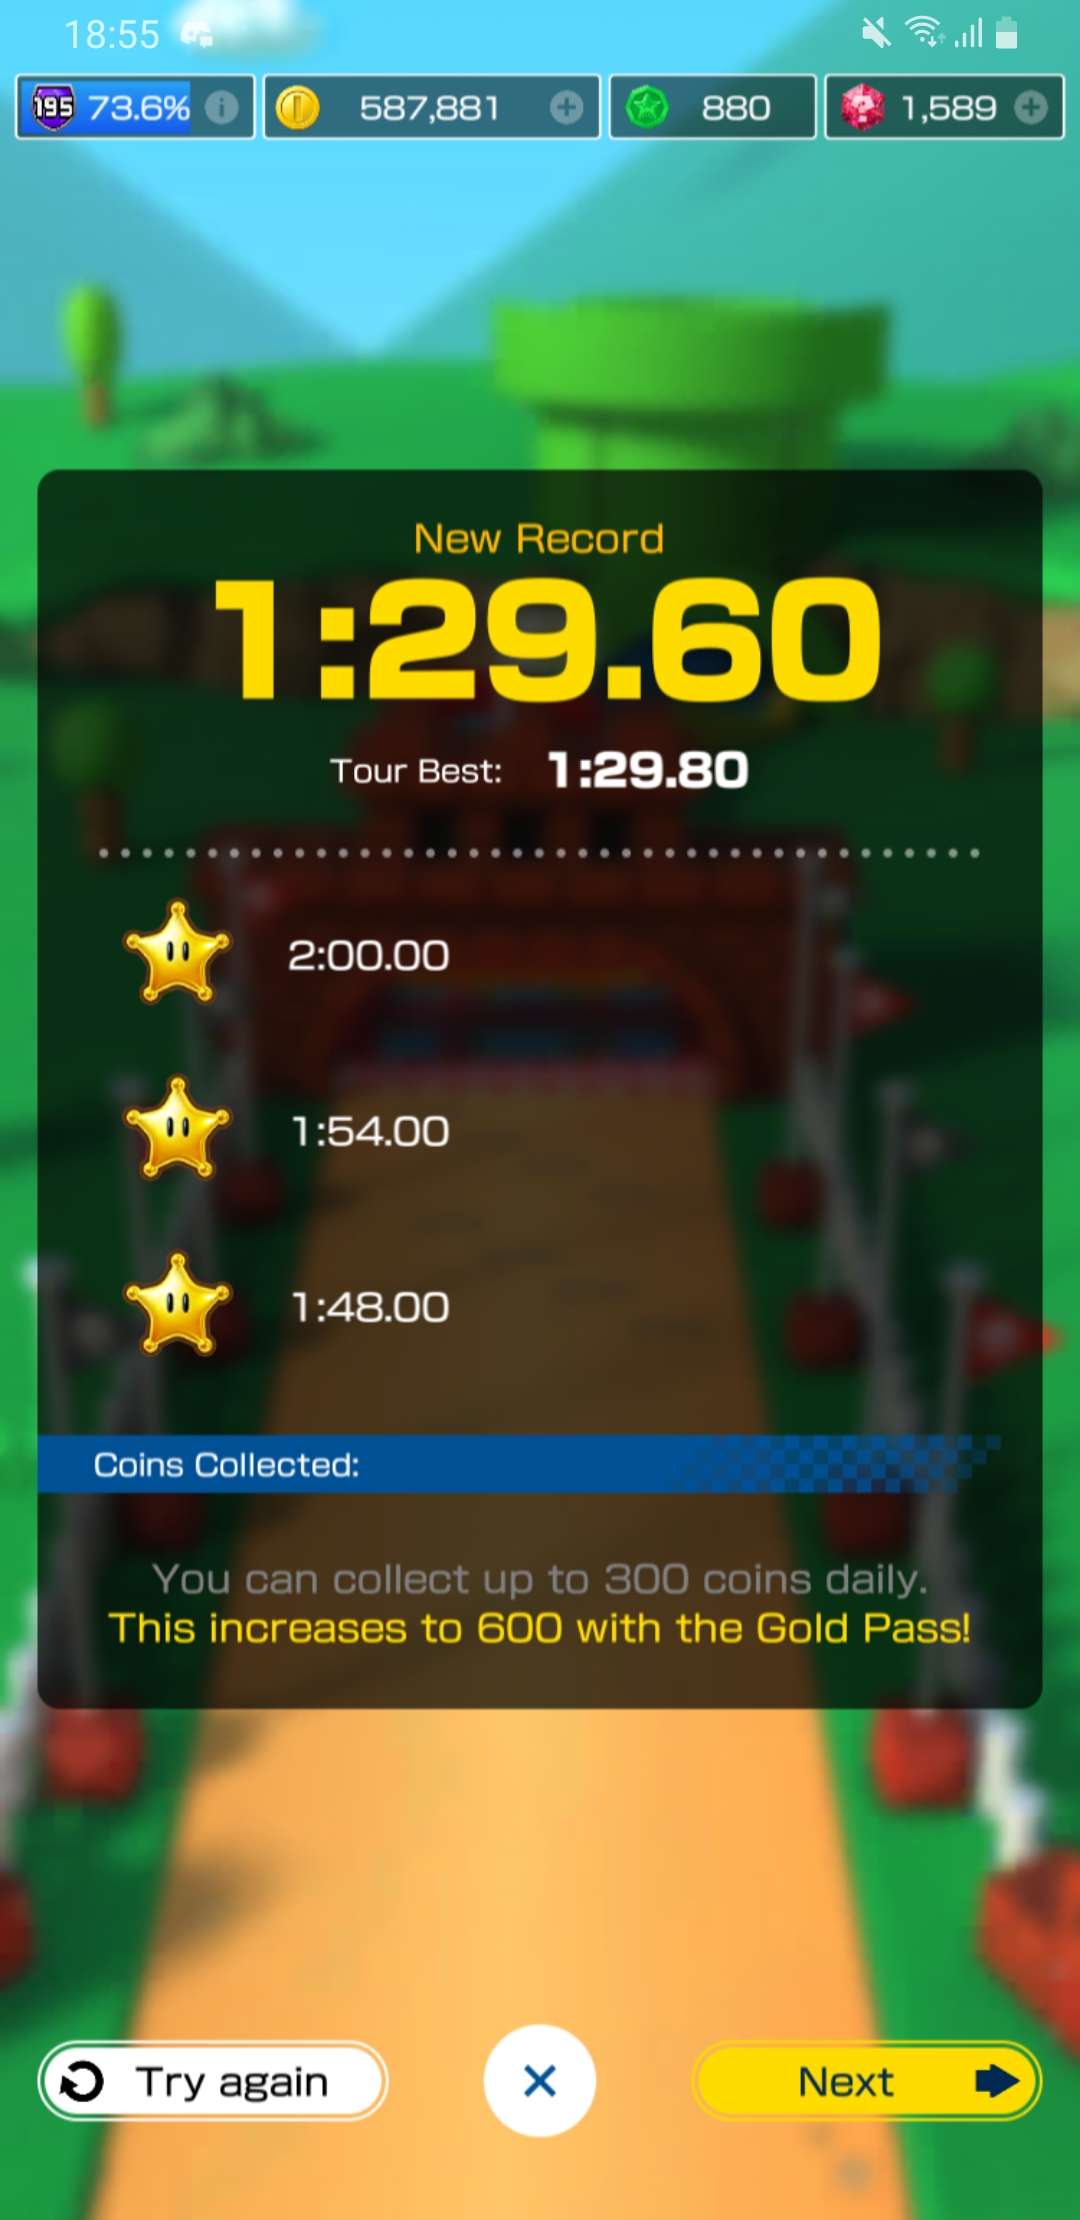 18:55
195 73.6% i 587,881 880 1,589
New Record
1:29.60
Tour Best: 1:29.80
2:00.00
1:54.00
1:48.00
Coins Collected:
You can collect up to 300 coins daily.
This increases to 600 with the Gold Pass!
Try again
Next